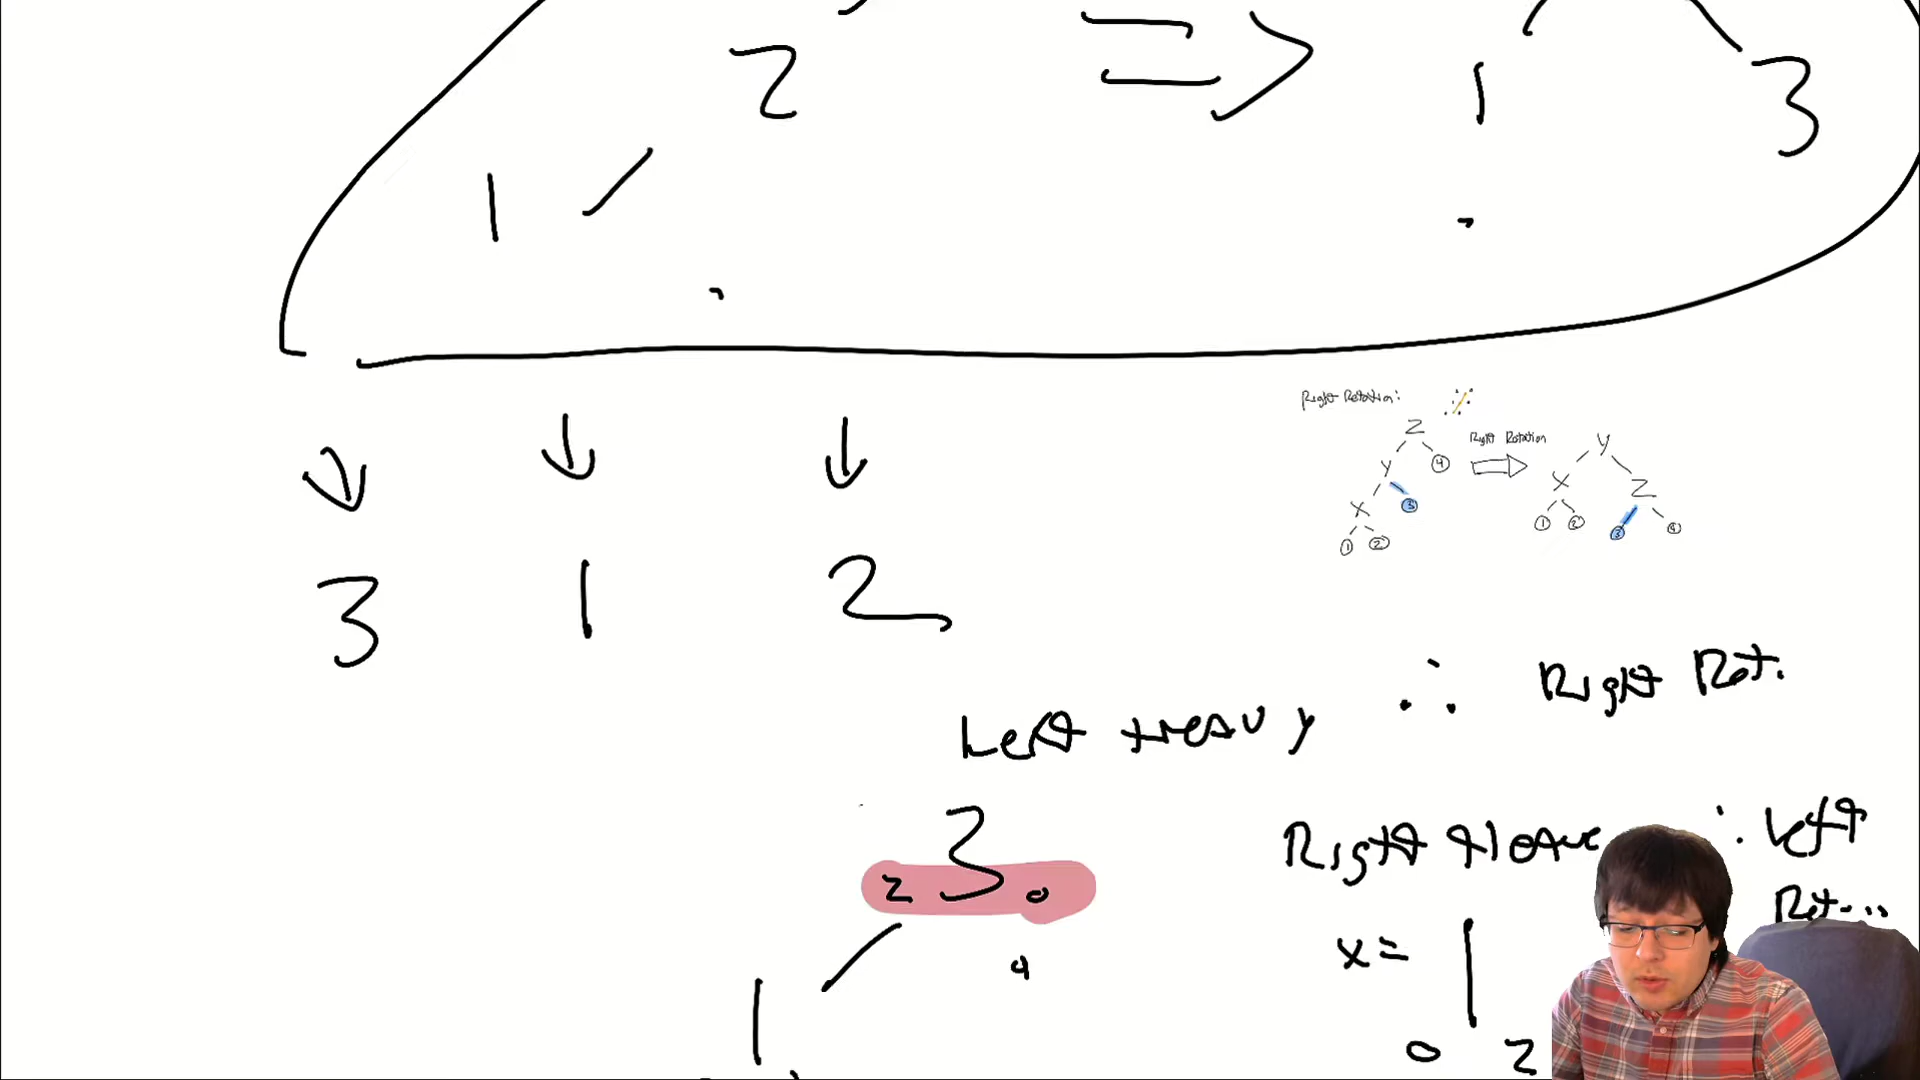 2
1
3
1
Right Rotation:
Z
Right Rotation
Y
Y
4
X
Z
X
3
1
2
3
4
1
2
3 1 2
Left Heavy ∴ Right Rot.
3
2 0
Right Heavy ∴ Left
Rot...
x =
4
1
0 2